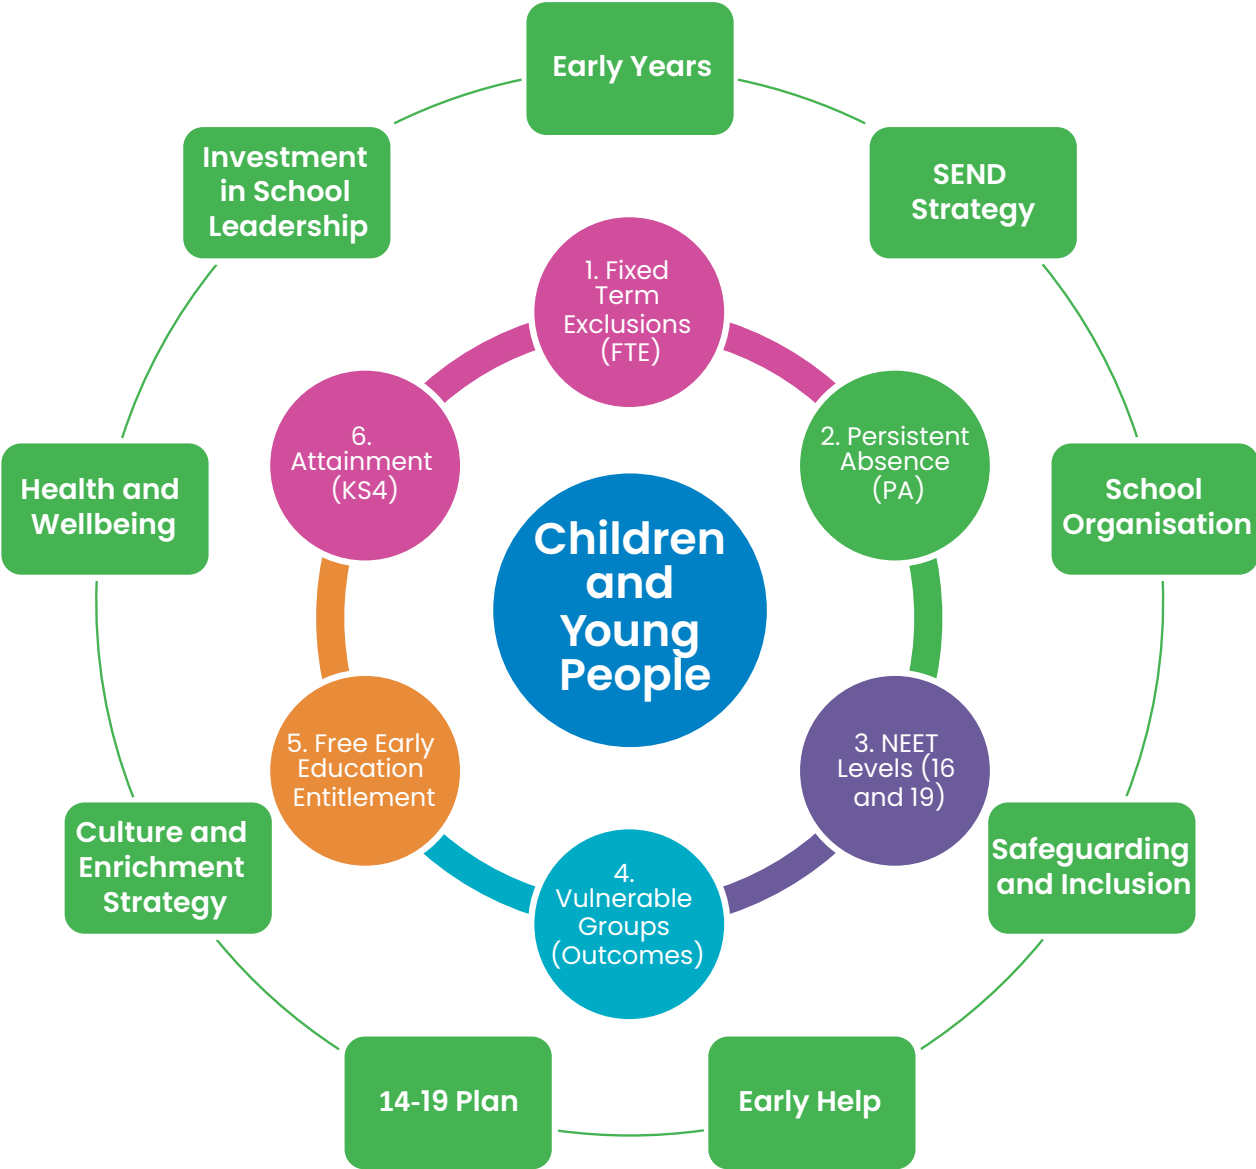 Early Years
Investment
in School
Leadership
SEND
Strategy
1. Fixed
Term
Exclusions
(FTE)
6.
Attainment
(KS4)
2. Persistent
Absence
(PA)
Health and
Wellbeing
School
Organisation
Children
and
Young
People
5. Free Early
Education
Entitlement
3. NEET
Levels (16
and 19)
Culture and
Enrichment
Strategy
Safeguarding
and Inclusion
4.
Vulnerable
Groups
(Outcomes)
14-19 Plan
Early Help